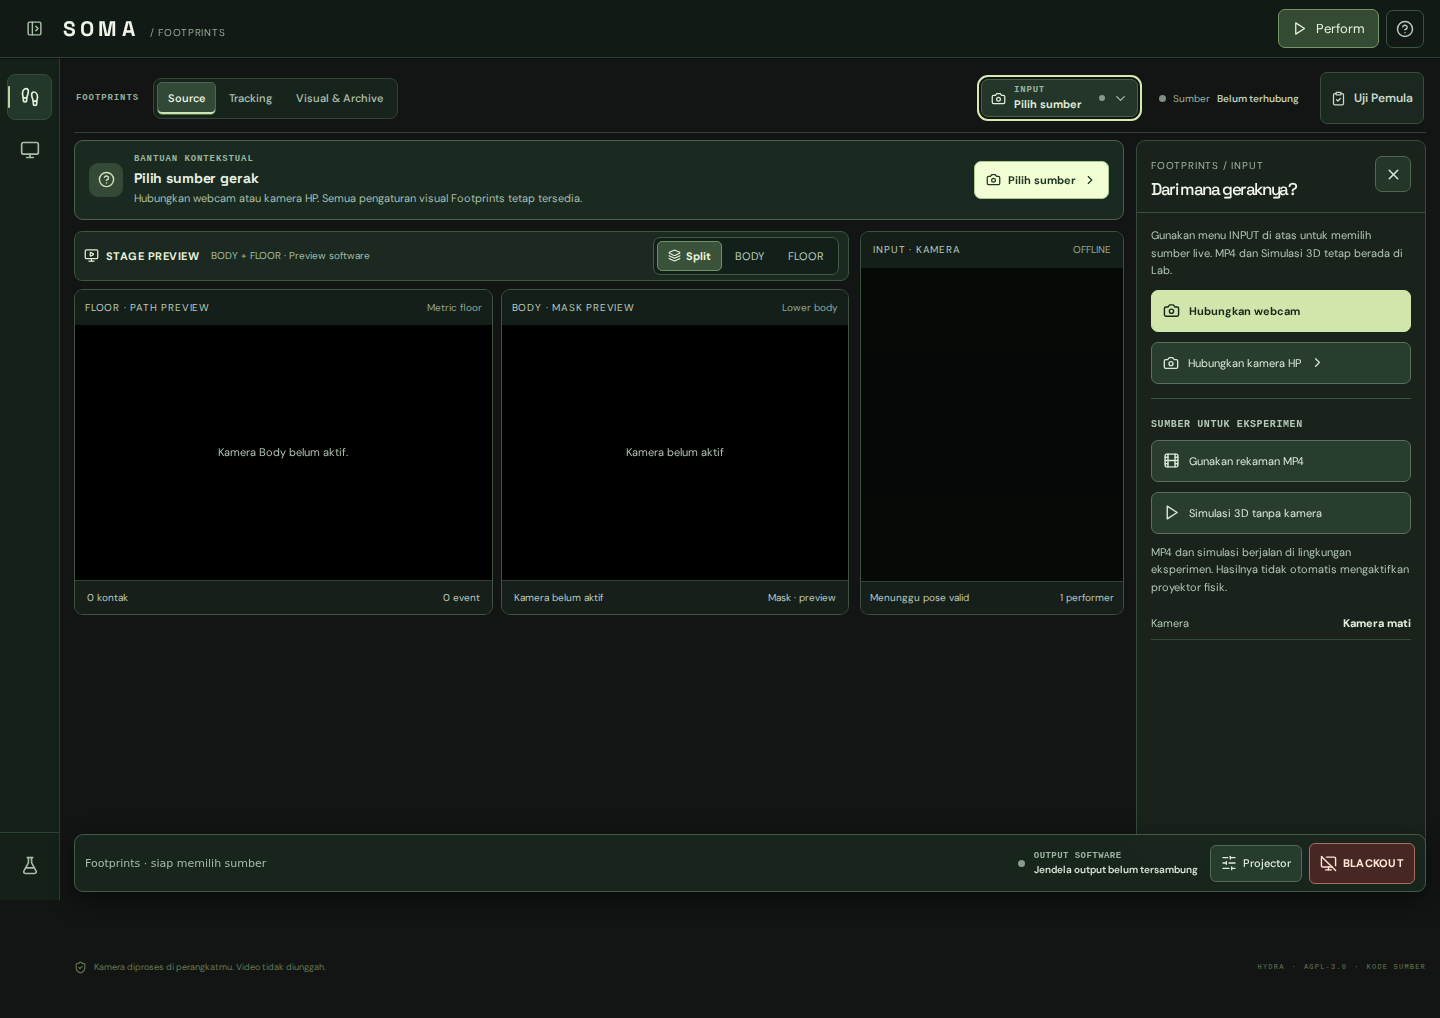 SOMA / FOOTPRINTS
Perform
FOOTPRINTS
Source
Tracking
Visual & Archive
INPUT
Pilih sumber
Sumber Belum terhubung
Uji Pemula
BANTUAN KONTEKSTUAL
Pilih sumber gerak
Hubungkan webcam atau kamera HP. Semua pengaturan visual Footprints tetap tersedia.
Pilih sumber
STAGE PREVIEW BODY + FLOOR · Preview software
Split
BODY
FLOOR
FLOOR · PATH PREVIEW Metric floor
Kamera Body belum aktif.
0 kontak 0 event
BODY · MASK PREVIEW Lower body
Kamera belum aktif
Kamera belum aktif Mask · preview
INPUT · KAMERA OFFLINE
Menunggu pose valid 1 performer
FOOTPRINTS / INPUT
Dari mana geraknya?
Gunakan menu INPUT di atas untuk memilih
sumber live. MP4 dan Simulasi 3D tetap berada di
Lab.
Hubungkan webcam
Hubungkan kamera HP
SUMBER UNTUK EKSPERIMEN
Gunakan rekaman MP4
Simulasi 3D tanpa kamera
MP4 dan simulasi berjalan di lingkungan
eksperimen. Hasilnya tidak otomatis mengaktifkan
proyektor fisik.
Kamera Kamera mati
Footprints · siap memilih sumber
OUTPUT SOFTWARE
Jendela output belum tersambung
Projector
BLACKOUT
Kamera diproses di perangkatmu. Video tidak diunggah.
HYDRA · AGPL-3.0 · KODE SUMBER